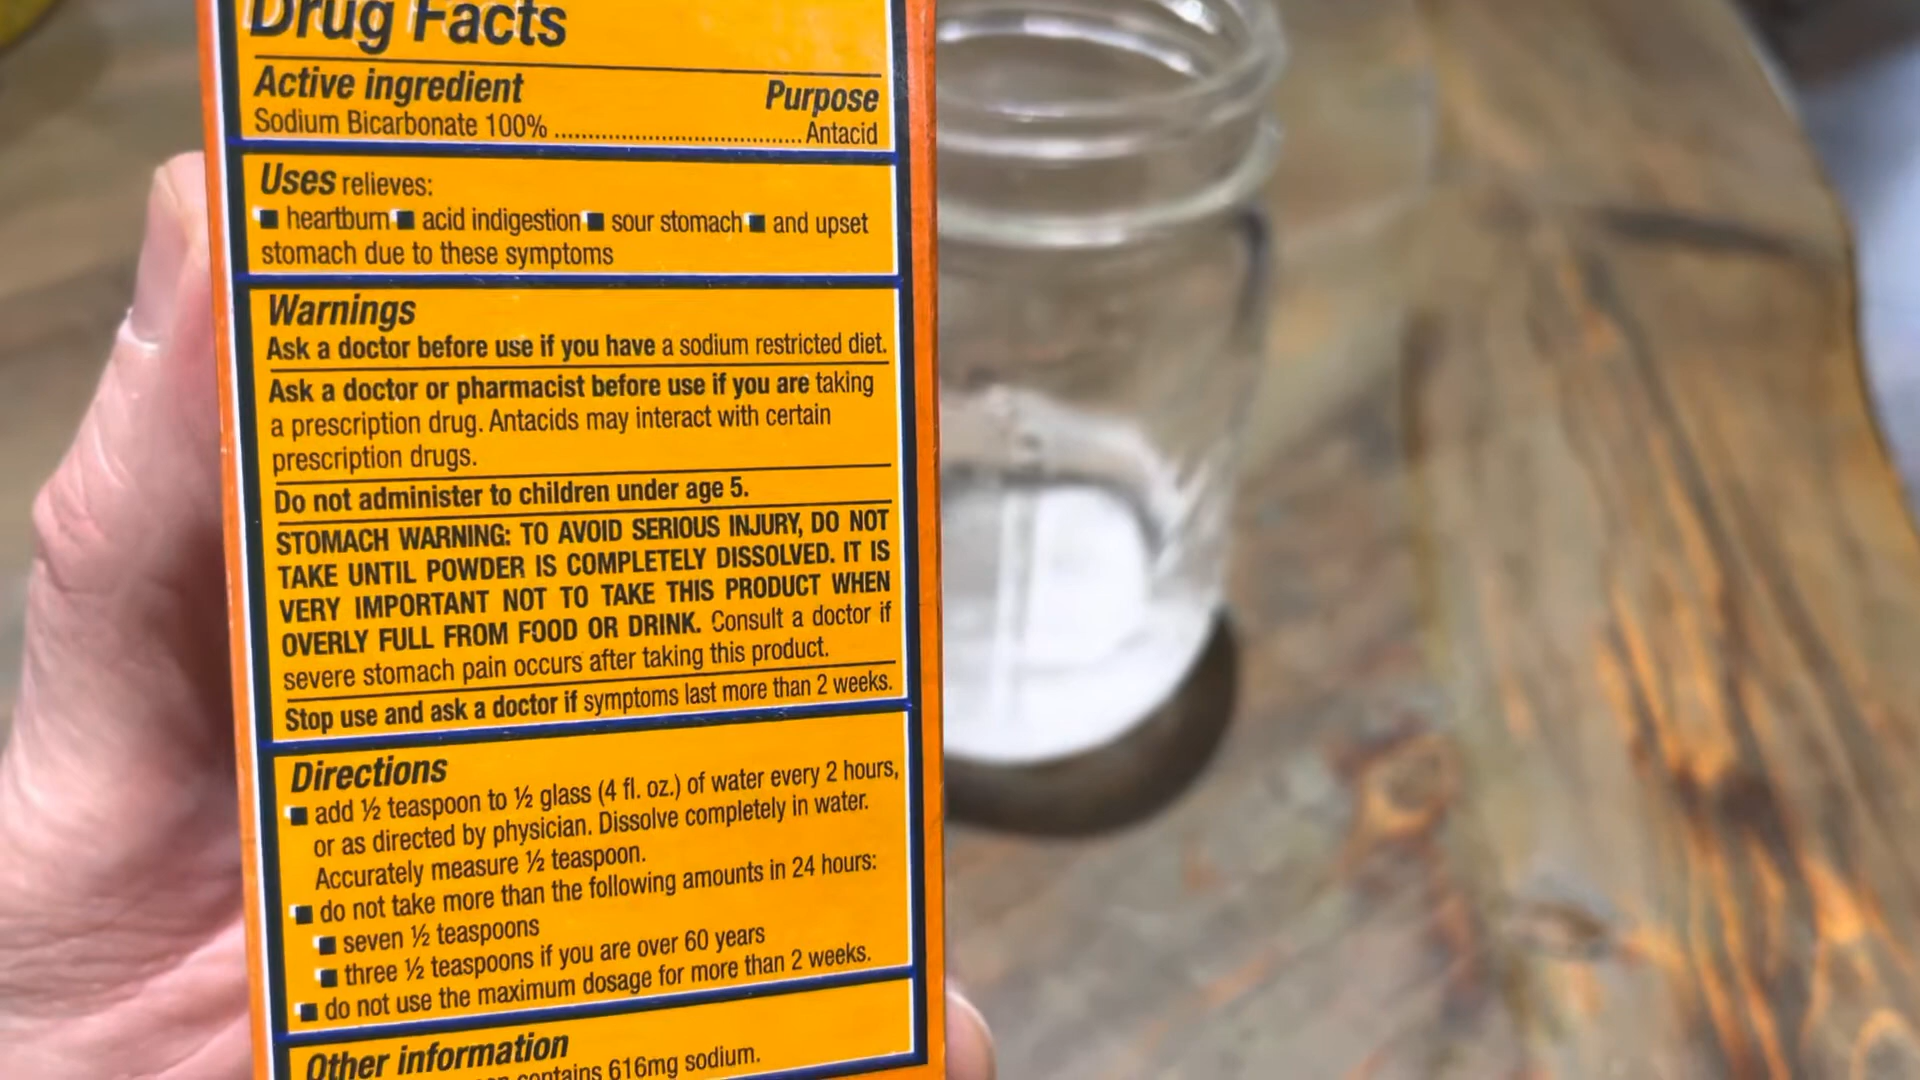 Drug Facts
Active ingredient Purpose
Sodium Bicarbonate 100% ........................................ Antacid
Uses relieves:
■ heartburn ■ acid indigestion ■ sour stomach ■ and upset
stomach due to these symptoms
Warnings
Ask a doctor before use if you have a sodium restricted diet.
Ask a doctor or pharmacist before use if you are taking
a prescription drug. Antacids may interact with certain
prescription drugs.
Do not administer to children under age 5.
STOMACH WARNING: TO AVOID SERIOUS INJURY, DO NOT
TAKE UNTIL POWDER IS COMPLETELY DISSOLVED. IT IS
VERY IMPORTANT NOT TO TAKE THIS PRODUCT WHEN
OVERLY FULL FROM FOOD OR DRINK. Consult a doctor if
severe stomach pain occurs after taking this product.
Stop use and ask a doctor if symptoms last more than 2 weeks.
Directions
■ add ½ teaspoon to ½ glass (4 fl. oz.) of water every 2 hours,
or as directed by physician. Dissolve completely in water.
Accurately measure ½ teaspoon.
■ do not take more than the following amounts in 24 hours:
■ seven ½ teaspoons
■ three ½ teaspoons if you are over 60 years
■ do not use the maximum dosage for more than 2 weeks.
Other information
contains 616mg sodium.